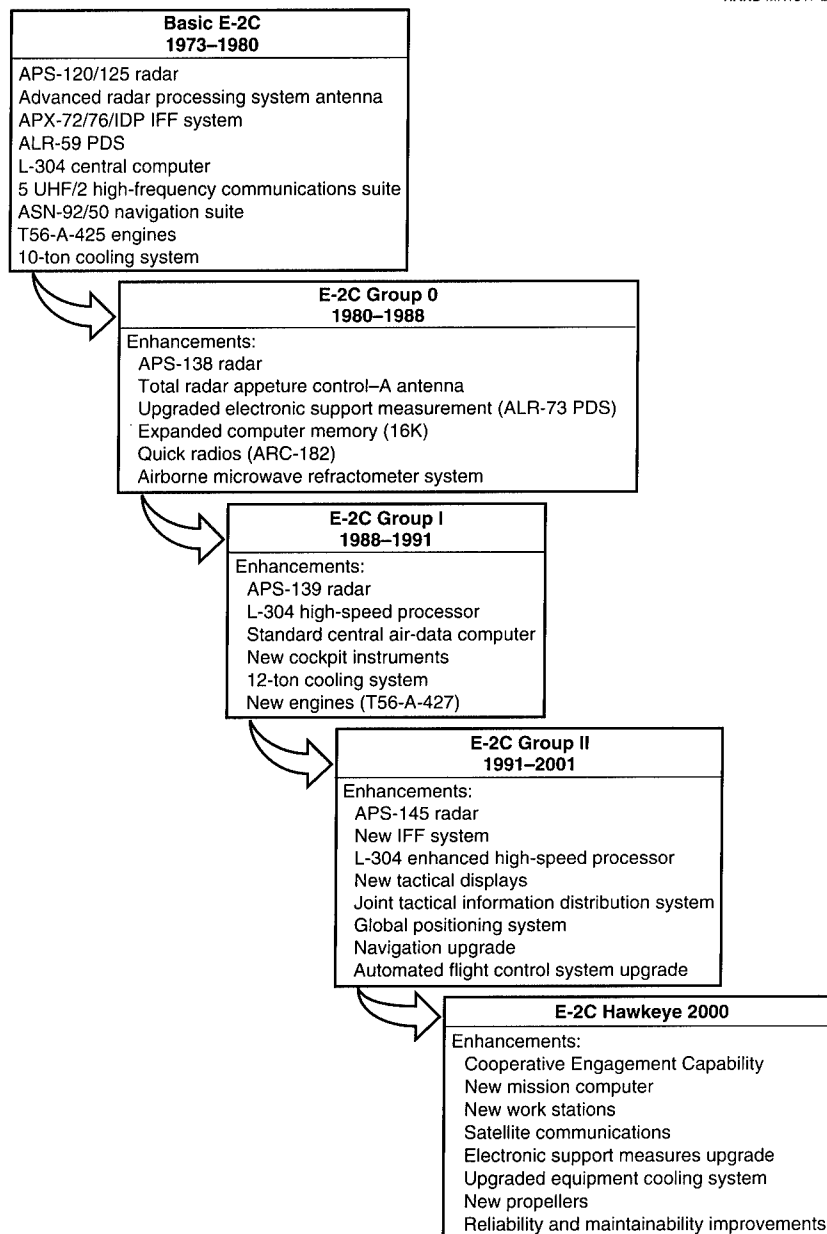 Basic E-2C
1973–1980
APS-120/125 radar
Advanced radar processing system antenna
APX-72/76/IDP IFF system
ALR-59 PDS
L-304 central computer
5 UHF/2 high-frequency communications suite
ASN-92/50 navigation suite
T56-A-425 engines
10-ton cooling system
E-2C Group 0
1980–1988
Enhancements:
APS-138 radar
Total radar appeture control–A antenna
Upgraded electronic support measurement (ALR-73 PDS)
Expanded computer memory (16K)
Quick radios (ARC-182)
Airborne microwave refractometer system
E-2C Group I
1988–1991
Enhancements:
APS-139 radar
L-304 high-speed processor
Standard central air-data computer
New cockpit instruments
12-ton cooling system
New engines (T56-A-427)
E-2C Group II
1991–2001
Enhancements:
APS-145 radar
New IFF system
L-304 enhanced high-speed processor
New tactical displays
Joint tactical information distribution system
Global positioning system
Navigation upgrade
Automated flight control system upgrade
E-2C Hawkeye 2000
Enhancements:
Cooperative Engagement Capability
New mission computer
New work stations
Satellite communications
Electronic support measures upgrade
Upgraded equipment cooling system
New propellers
Reliability and maintainability improvements